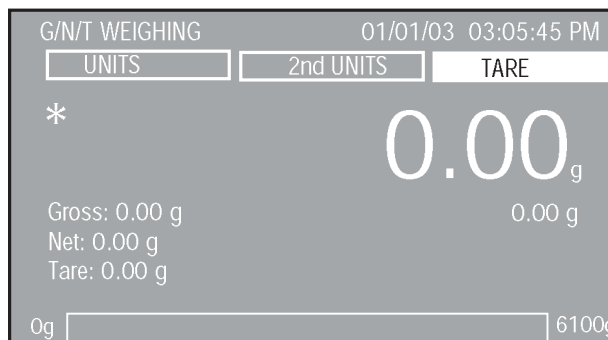 G/N/T WEIGHING 01/01/03 03:05:45 PM
UNITS 2nd UNITS TARE
* 0.00g
Gross: 0.00 g 0.00 g
Net: 0.00 g
Tare: 0.00 g
0g 6100g